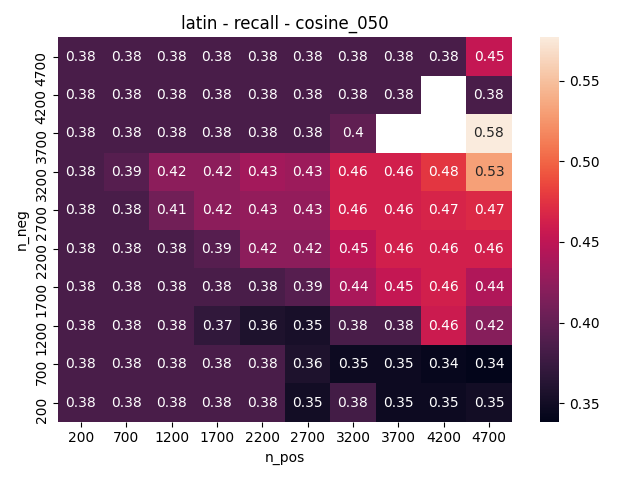 latin - recall - cosine_050
4700 0.38 0.38 0.38 0.38 0.38 0.38 0.38 0.38 0.38 0.45
4200 0.38 0.38 0.38 0.38 0.38 0.38 0.38 0.38 0.38
3700 0.38 0.38 0.38 0.38 0.38 0.38 0.4 0.58
3200 0.38 0.39 0.42 0.42 0.43 0.43 0.46 0.46 0.48 0.53
2700 0.38 0.38 0.41 0.42 0.43 0.43 0.46 0.46 0.47 0.47
2200 0.38 0.38 0.38 0.39 0.42 0.42 0.45 0.46 0.46 0.46
1700 0.38 0.38 0.38 0.38 0.38 0.39 0.44 0.45 0.46 0.44
1200 0.38 0.38 0.38 0.37 0.36 0.35 0.38 0.38 0.46 0.42
700 0.38 0.38 0.38 0.38 0.38 0.36 0.35 0.35 0.34 0.34
200 0.38 0.38 0.38 0.38 0.38 0.35 0.38 0.35 0.35 0.35
200 700 1200 1700 2200 2700 3200 3700 4200 4700
n_pos
n_neg
0.55
0.50
0.45
0.40
0.35